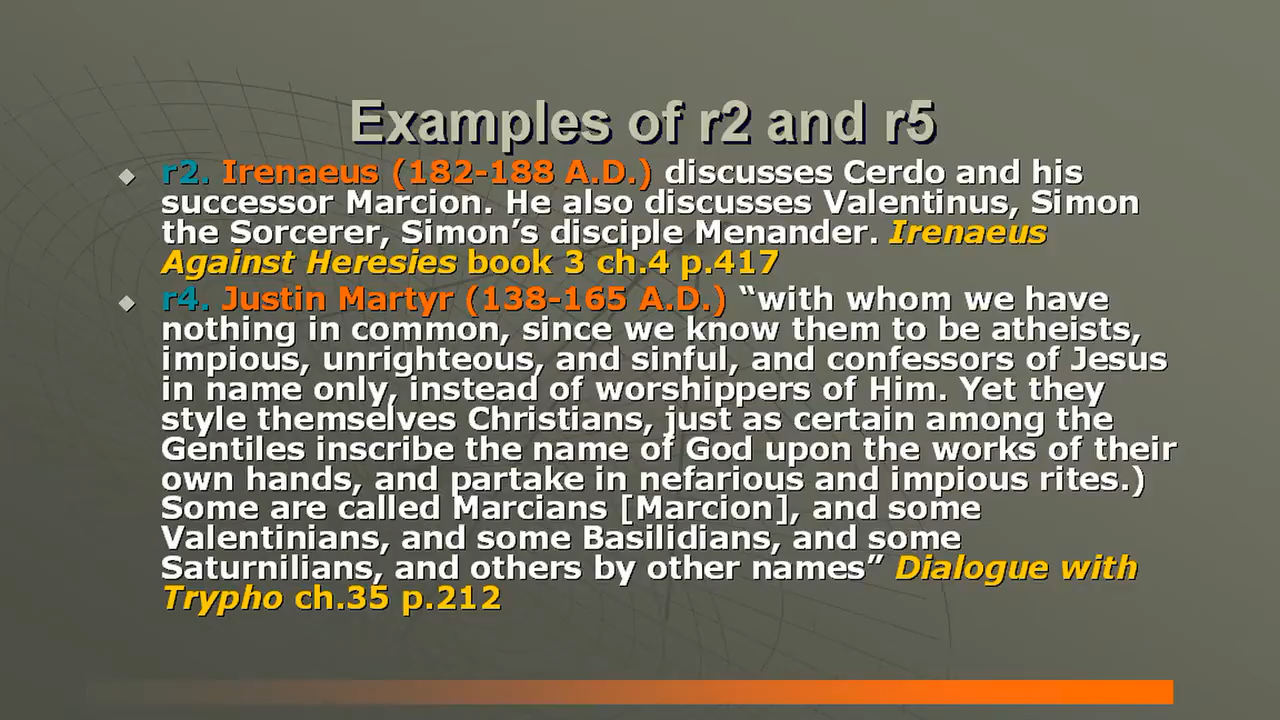 Examples of r2 and r5
r2. Irenaeus (182-188 A.D.) discusses Cerdo and his
successor Marcion. He also discusses Valentinus, Simon
the Sorcerer, Simon’s disciple Menander. Irenaeus
Against Heresies book 3 ch.4 p.417
r4. Justin Martyr (138-165 A.D.) “with whom we have
nothing in common, since we know them to be atheists,
impious, unrighteous, and sinful, and confessors of Jesus
in name only, instead of worshippers of Him. Yet they
style themselves Christians, just as certain among the
Gentiles inscribe the name of God upon the works of their
own hands, and partake in nefarious and impious rites.)
Some are called Marcians [Marcion], and some
Valentinians, and some Basilidians, and some
Saturnilians, and others by other names” Dialogue with
Trypho ch.35 p.212